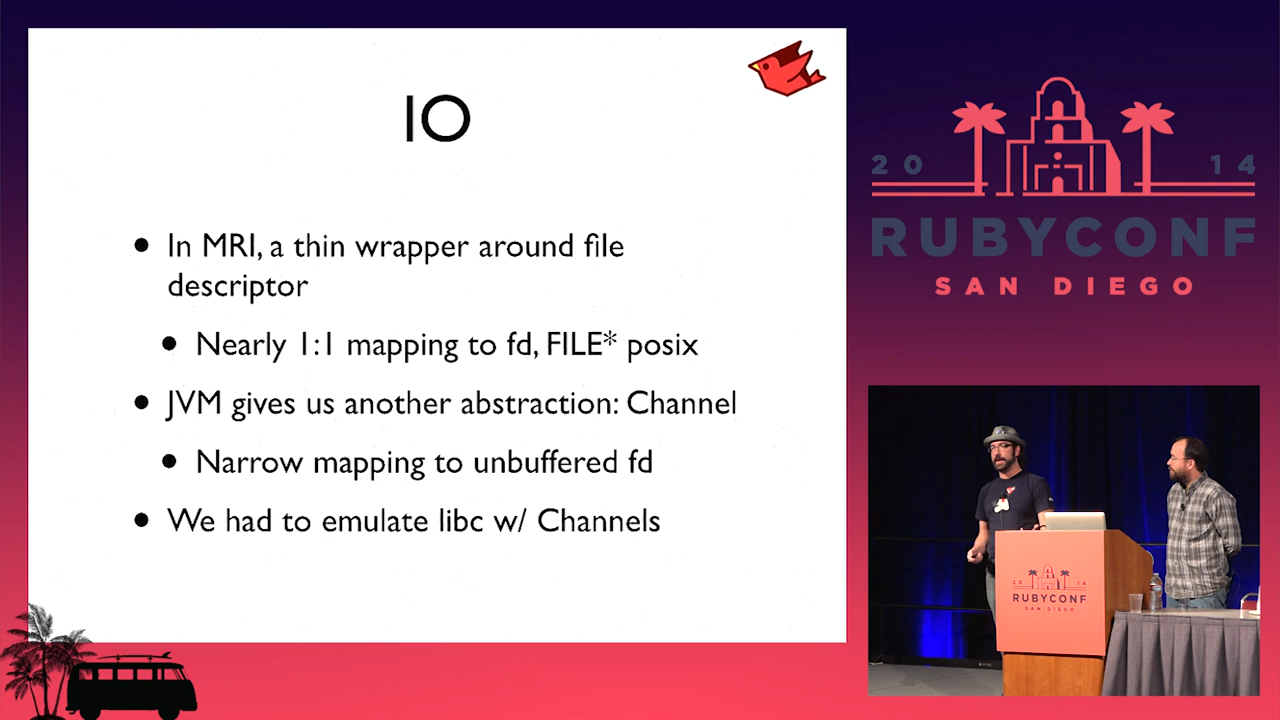 IO
• In MRI, a thin wrapper around file
descriptor
• Nearly 1:1 mapping to fd, FILE* posix
• JVM gives us another abstraction: Channel
• Narrow mapping to unbuffered fd
• We had to emulate libc w/ Channels
20 14
RUBYCONF
SAN DIEGO
20 14
RUBYCONF
SAN DIEGO